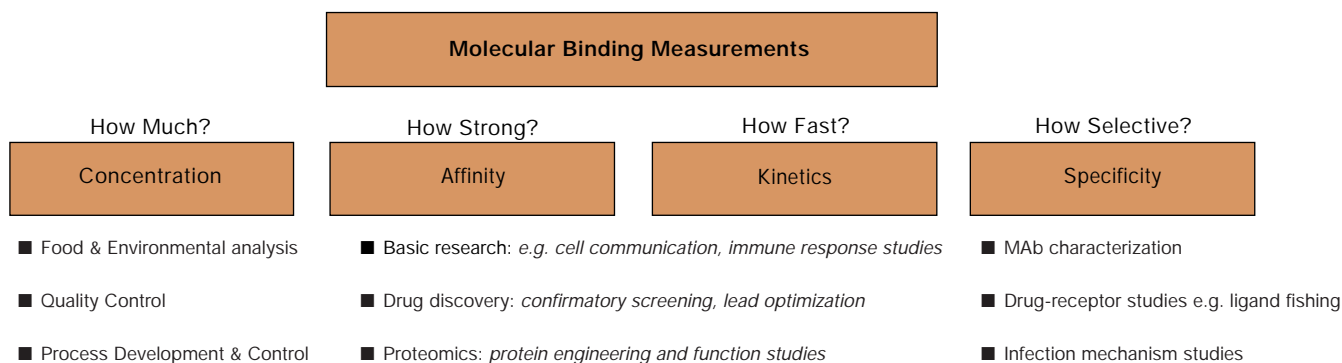 Molecular Binding Measurements
How Much?
How Strong?
How Fast?
How Selective?
Concentration
Affinity
Kinetics
Specificity
■ Food & Environmental analysis
■ Quality Control
■ Process Development & Control
■ Basic research: e.g. cell communication, immune response studies
■ Drug discovery: confirmatory screening, lead optimization
■ Proteomics: protein engineering and function studies
■ MAb characterization
■ Drug-receptor studies e.g. ligand fishing
■ Infection mechanism studies